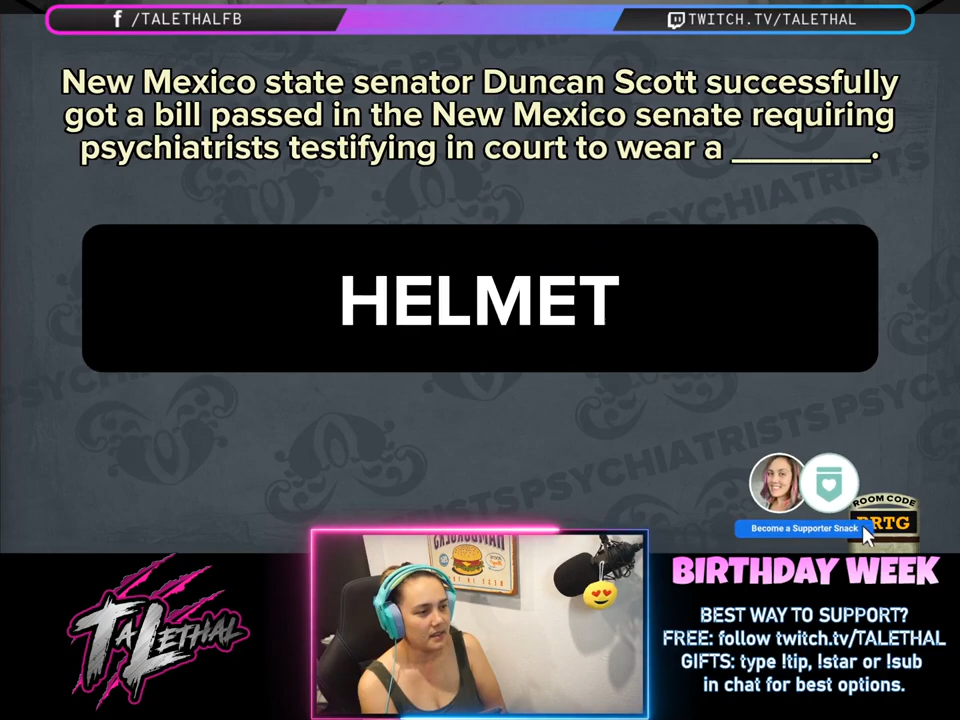 f /TALETHALFB
TWITCH.TV/TALETHAL
New Mexico state senator Duncan Scott successfully
got a bill passed in the New Mexico senate requiring
psychiatrists testifying in court to wear a _______.
HELMET
PSYCHIATRISTS
PSYCHIATRISTS PSYCHIATRISTS
Become a Supporter Snack
ROOM CODE
RTG
TALETHAL
BIRTHDAY WEEK
BEST WAY TO SUPPORT?
FREE: follow twitch.tv/TALETHAL
GIFTS: type !tip, !star or !sub
in chat for best options.